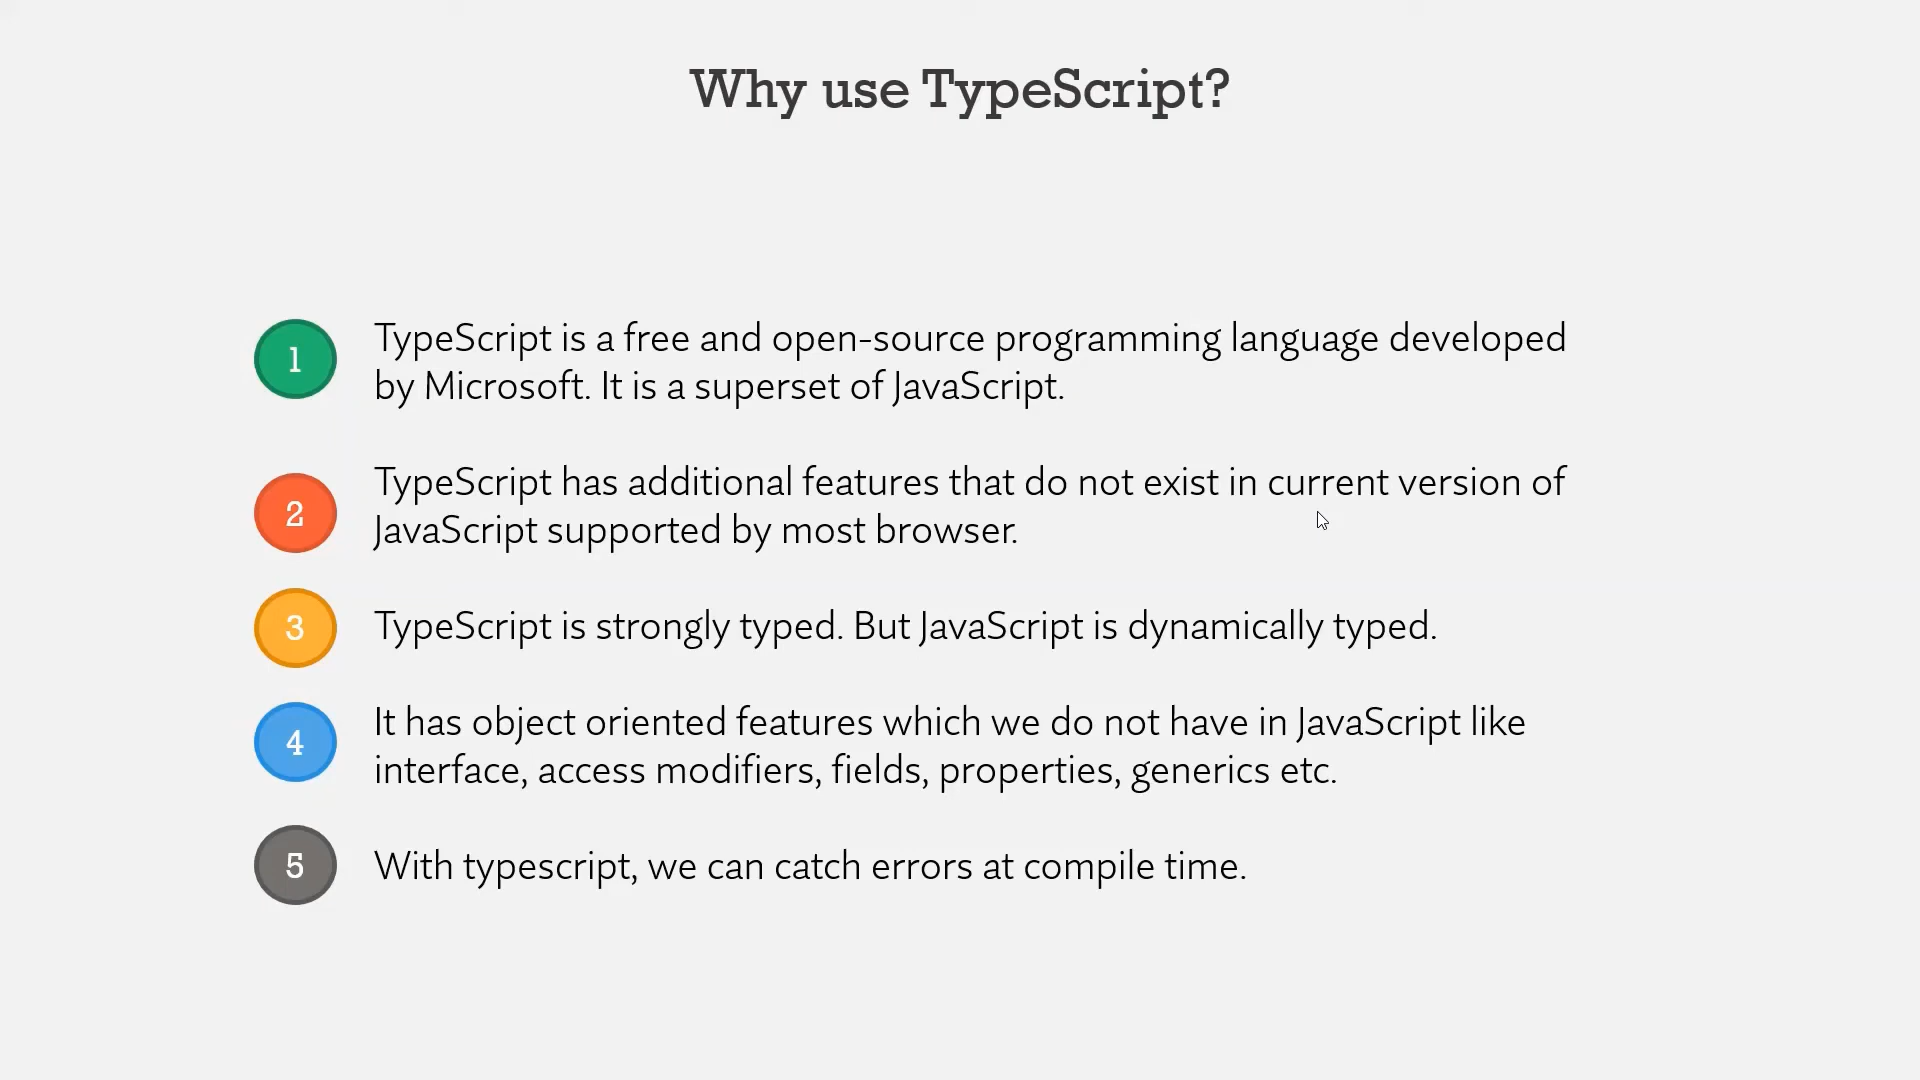 Why use TypeScript?
1
TypeScript is a free and open-source programming language developed
by Microsoft. It is a superset of JavaScript.
2
TypeScript has additional features that do not exist in current version of
JavaScript supported by most browser.
3
TypeScript is strongly typed. But JavaScript is dynamically typed.
4
It has object oriented features which we do not have in JavaScript like
interface, access modifiers, fields, properties, generics etc.
5
With typescript, we can catch errors at compile time.